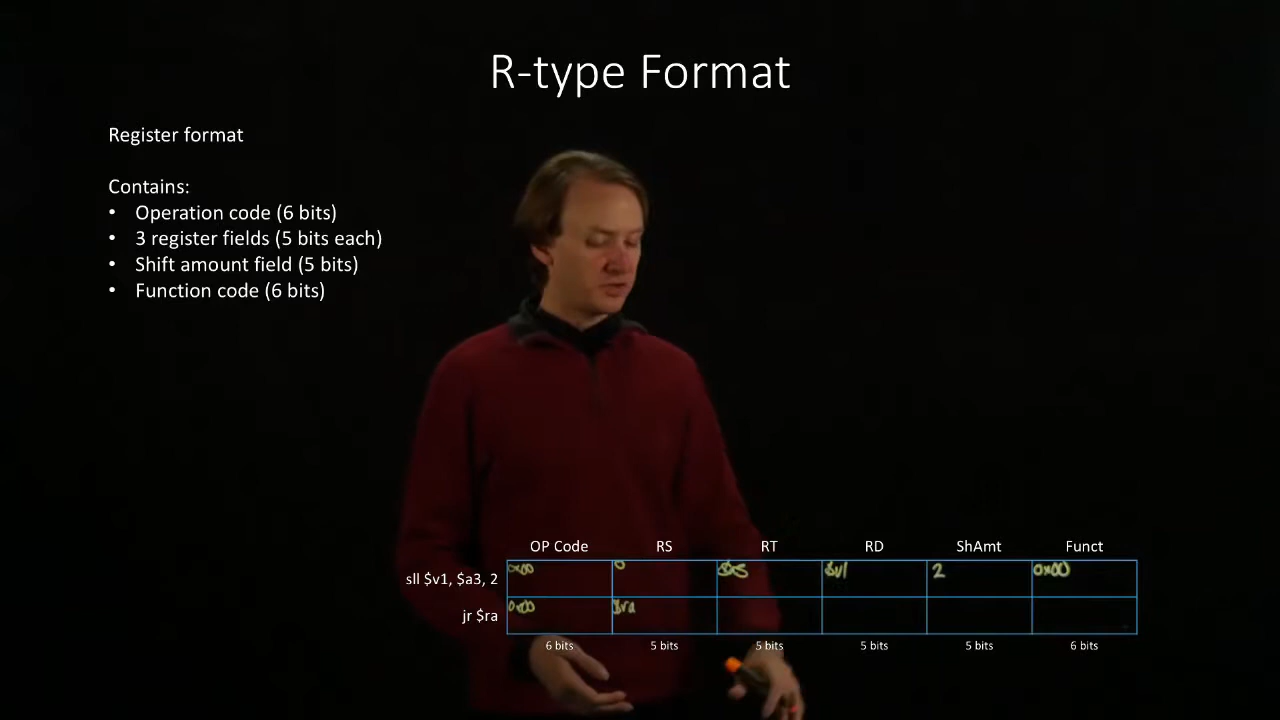 R-type Format
Register format
Contains:
• Operation code (6 bits)
• 3 register fields (5 bits each)
• Shift amount field (5 bits)
• Function code (6 bits)
OP Code RS RT RD ShAmt Funct
sll $v1, $a3, 2 0x00 0 $v1 2 0x00
jr $ra 0x00 $ra
6 bits 5 bits 5 bits 5 bits 5 bits 6 bits